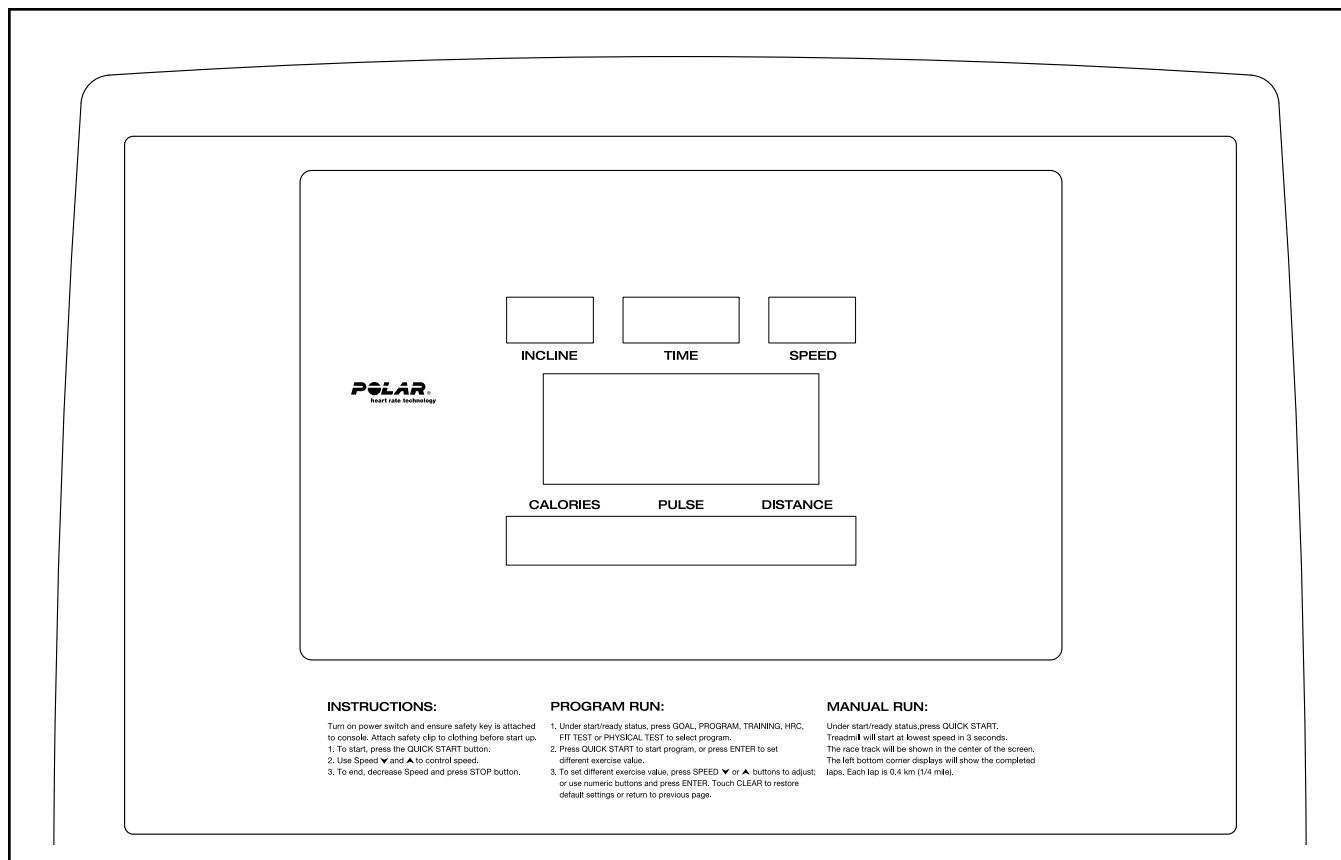 INCLINE TIME SPEED
POLAR®
heart rate technology
CALORIES PULSE DISTANCE
INSTRUCTIONS:
Turn on power switch and ensure safety key is attached
to console. Attach safety clip to clothing before start up.
1. To start, press the QUICK START button.
2. Use Speed ⮟ and ⮝ to control speed.
3. To end, decrease Speed and press STOP button.
PROGRAM RUN:
1. Under start/ready status, press GOAL, PROGRAM, TRAINING, HRC,
FIT TEST or PHYSICAL TEST to select program.
2. Press QUICK START to start program, or press ENTER to set
different exercise value.
3. To set different exercise value, press SPEED ⮟ or ⮝ buttons to adjust;
or use numeric buttons and press ENTER. Touch CLEAR to restore
default settings or return to previous page.
MANUAL RUN:
Under start/ready status,press QUICK START.
Treadmill will start at lowest speed in 3 seconds.
The race track will be shown in the center of the screen.
The left bottom corner displays will show the completed
laps. Each lap is 0.4 km (1/4 mile).